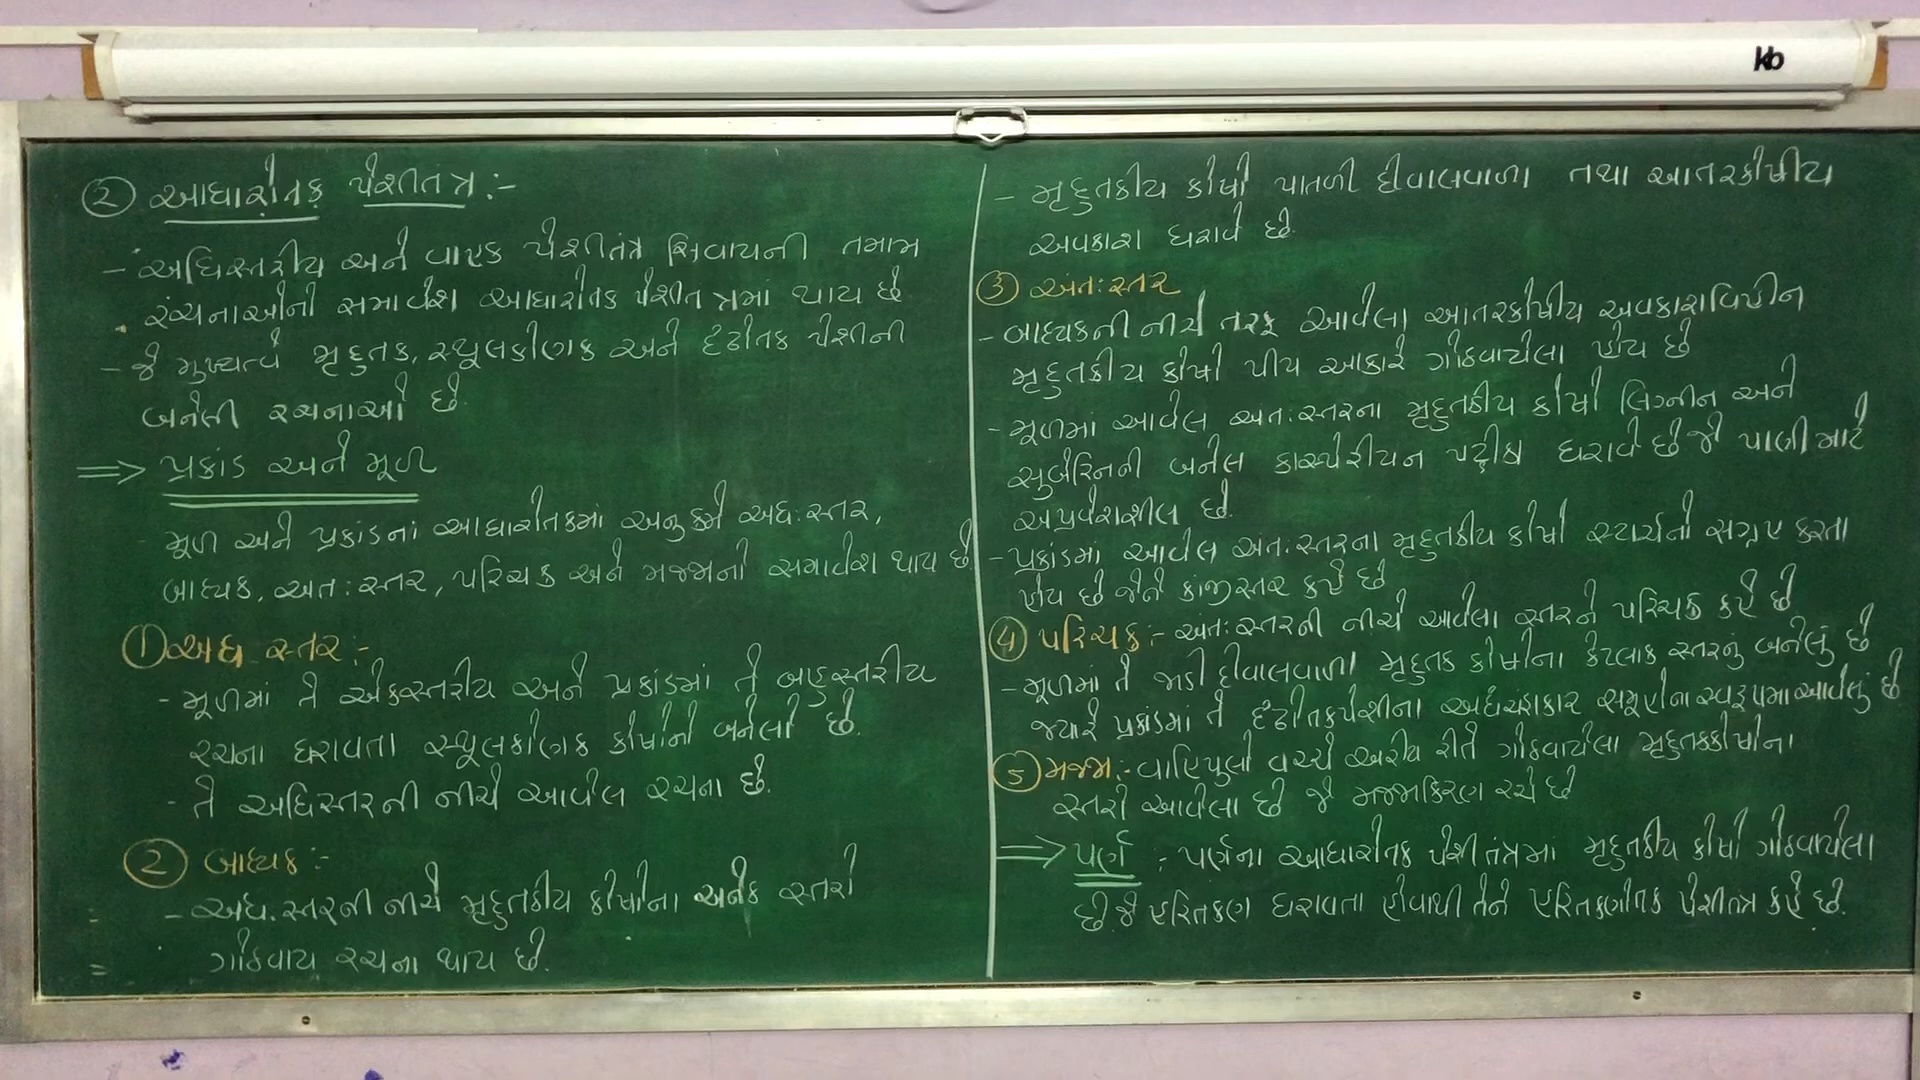 kb
② આધારોતક પેશીતંત્ર :-
- અધિસ્તરીય અને વાહક પેશીતંત્ર સિવાયની તમામ
રચનાઓનો સમાવેશ આધારોતક પેશીતંત્રમાં થાય છે
- જે મુખ્યત્વે મૃદુતક, સ્થૂલકોણક અને દૃઢોતક પેશીની
બનેલી રચનાઓ છે.
⇒ પ્રકાંડ અને મૂળ
મૂળ અને પ્રકાંડનાં આધારોતકમાં અનુક્રમે અધ:સ્તર,
બાહ્યક, અંત:સ્તર, પરિચક્ર અને મજ્જાનો સમાવેશ થાય છે
① અધ સ્તર :-
- મૂળમાં તે એકસ્તરીય અને પ્રકાંડમાં તે બહુસ્તરીય
રચના ધરાવતા સ્થૂલકોણક કોષોનો બનેલો છે.
- તે અધિસ્તરની નીચે આવેલ રચના છે.
② બાહ્યક :-
- અધ:સ્તરની નીચે મૃદુતકીય કોષોના અનેક સ્તરો
ગોઠવાય રચના થાય છે.
- મૃદુતકીય કોષો પાતળી દીવાલવાળા તથા આંતરકોષીય
અવકાશ ધરાવે છે.
③ અંત:સ્તર
- બાહ્યકની નીચે તરફ આવેલા આંતરકોષીય અવકાશવિહીન
મૃદુતકીય કોષો પીપ આકારે ગોઠવાયેલા હોય છે
- મૂળમાં આવેલ અંત:સ્તરના મૃદુતકીય કોષો લિગ્નીન અને
સુબેરિનની બનેલ કાસ્પેરીયન પટ્ટીકા ધરાવે છે જે પાણી માટે
અપ્રવેશશીલ છે.
- પ્રકાંડમાં આવેલ અંત:સ્તરના મૃદુતકીય કોષો સ્ટાર્ચનો સંગ્રહ કરતા
હોય છે જેને કાંજીસ્તર કહે છે
④ પરિચક્ર :- અંત:સ્તરની નીચે આવેલા સ્તરને પરિચક્ર કહે છે
- મૂળમાં તે જાડી દીવાલવાળા મૃદુતક કોષોના કેટલાક સ્તરનું બનેલું છે
જ્યારે પ્રકાંડમાં તે દૃઢોતકપેશીના અર્ધચંદ્રાકાર સમૂહોના સ્વરૂપમાં આવેલું છે
⑤ મજ્જા :- વાહિપુલો વચ્ચે અરીય રીતે ગોઠવાયેલા મૃદુતકકોષોના
સ્તરો આવેલા છે જે મજ્જાકિરણ રચે છે
⇒ પર્ણ :- પર્ણના આધારોતક પેશીતંત્રમાં મૃદુતકીય કોષો ગોઠવાયેલા
છે. જે હરિતકણ ધરાવતા હોવાથી તેને હરિતકણોતક પેશીતંત્ર કહે છે.